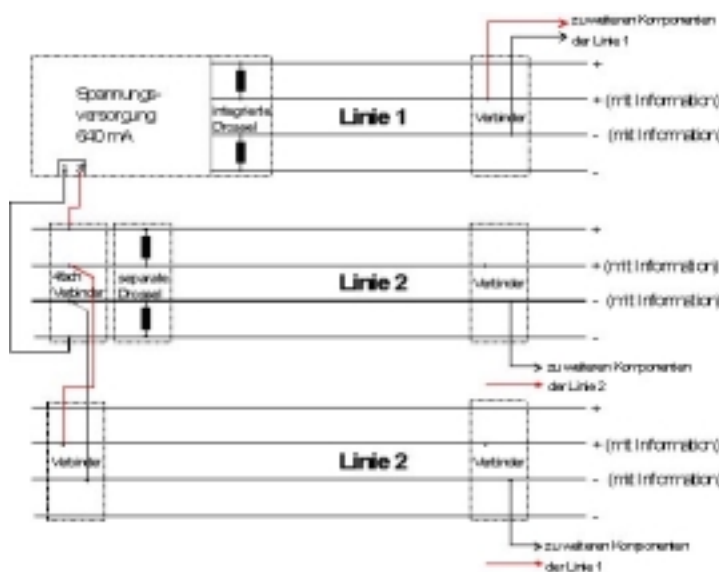 zu weiteren Komponenten
der Linie 1
Spannungs-
versorgung
640 mA
integrierte
Drossel
Linie 1
Verbinder
+
+ (mit Information)
- (mit Information)
-
4fach
Verbinder
separate
Drossel
Linie 2
Verbinder
+
+ (mit Information)
- (mit Information)
-
zu weiteren Komponenten
der Linie 2
Verbinder
Linie 2
Verbinder
+
+ (mit Information)
- (mit Information)
-
zu weiteren Komponenten
der Linie 1